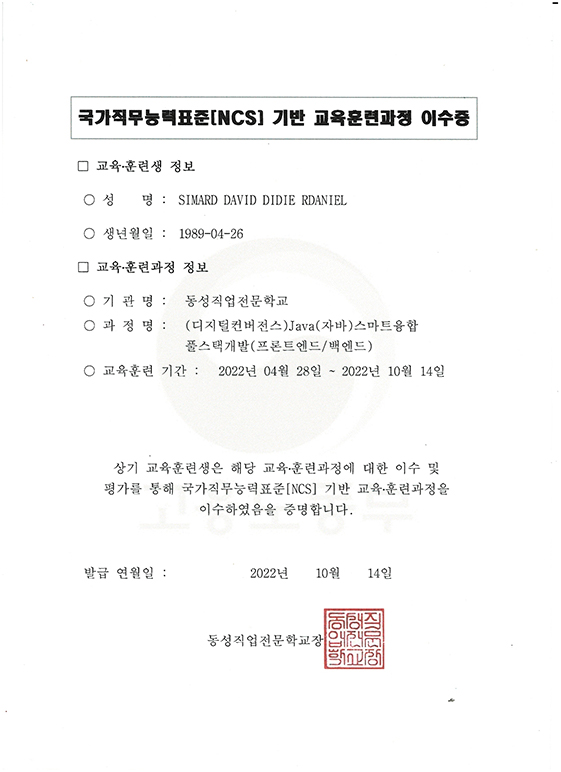 국가직무능력표준[NCS] 기반 교육훈련과정 이수증
□ 교육·훈련생 정보
○ 성 명 : SIMARD DAVID DIDIE RDANIEL
○ 생년월일 : 1989-04-26
□ 교육·훈련과정 정보
○ 기 관 명 : 동성직업전문학교
○ 과 정 명 : (디지털컨버전스)Java(자바)스마트융합
풀스택개발(프론트엔드/백엔드)
○ 교육훈련 기간 : 2022년 04월 28일 ~ 2022년 10월 14일
상기 교육훈련생은 해당 교육·훈련과정에 대한 이수 및
평가를 통해 국가직무능력표준[NCS] 기반 교육·훈련과정을
이수하였음을 증명합니다.
고용노동부
발급 연월일 : 2022년 10월 14일
동성직업전문학교장